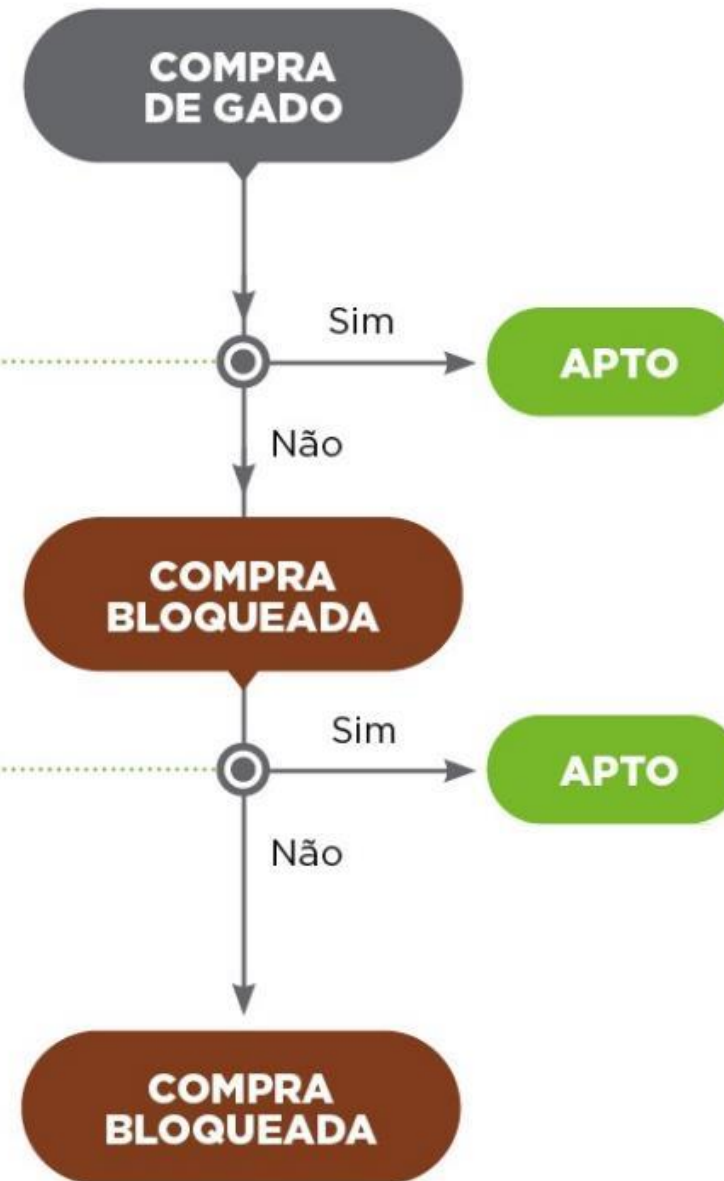 COMPRA
DE GADO
Sim
APTO
Não
COMPRA
BLOQUEADA
Sim
APTO
Não
COMPRA
BLOQUEADA